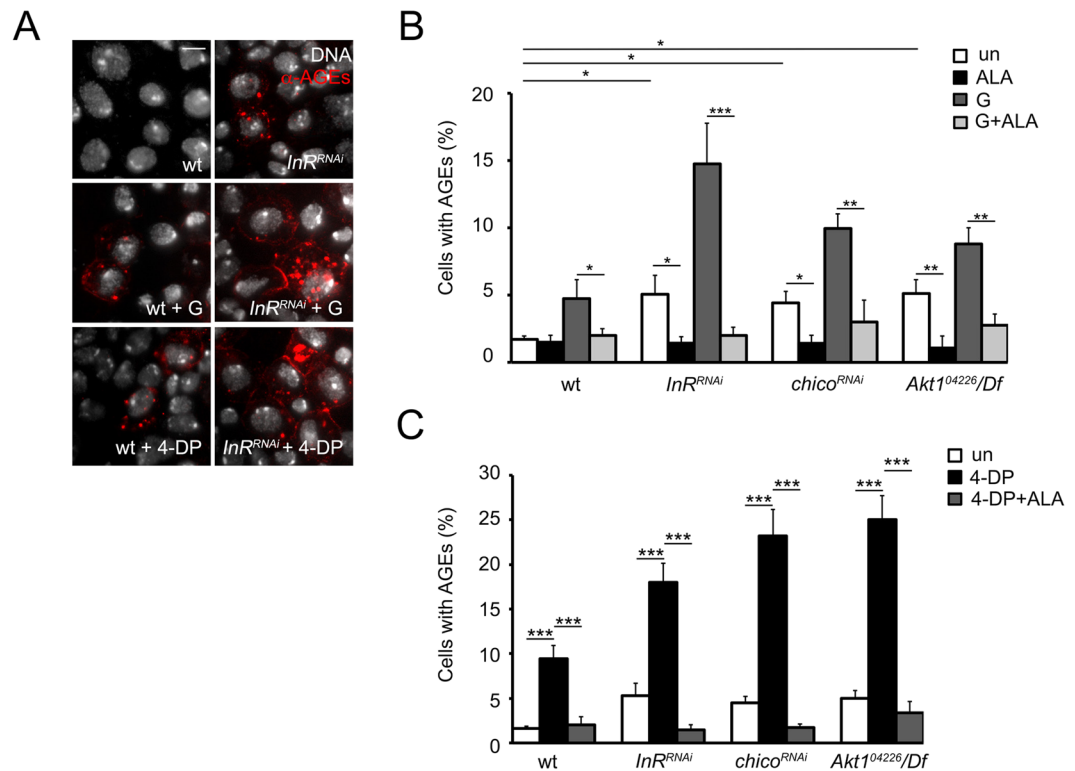 A
DNA
α-AGEs
wt
InR^RNAi
wt + G
InR^RNAi + G
wt + 4-DP
InR^RNAi + 4-DP
B
*
*
*
un
ALA
G
G+ALA
Cells with AGEs (%)
20
15
10
5
0
* * *** * ** ** **
wt InR^RNAi chico^RNAi Akt1^04226/Df
C
un
4-DP
4-DP+ALA
Cells with AGEs (%)
30
25
20
15
10
5
0
*** *** *** *** *** *** *** ***
wt InR^RNAi chico^RNAi Akt1^04226/Df